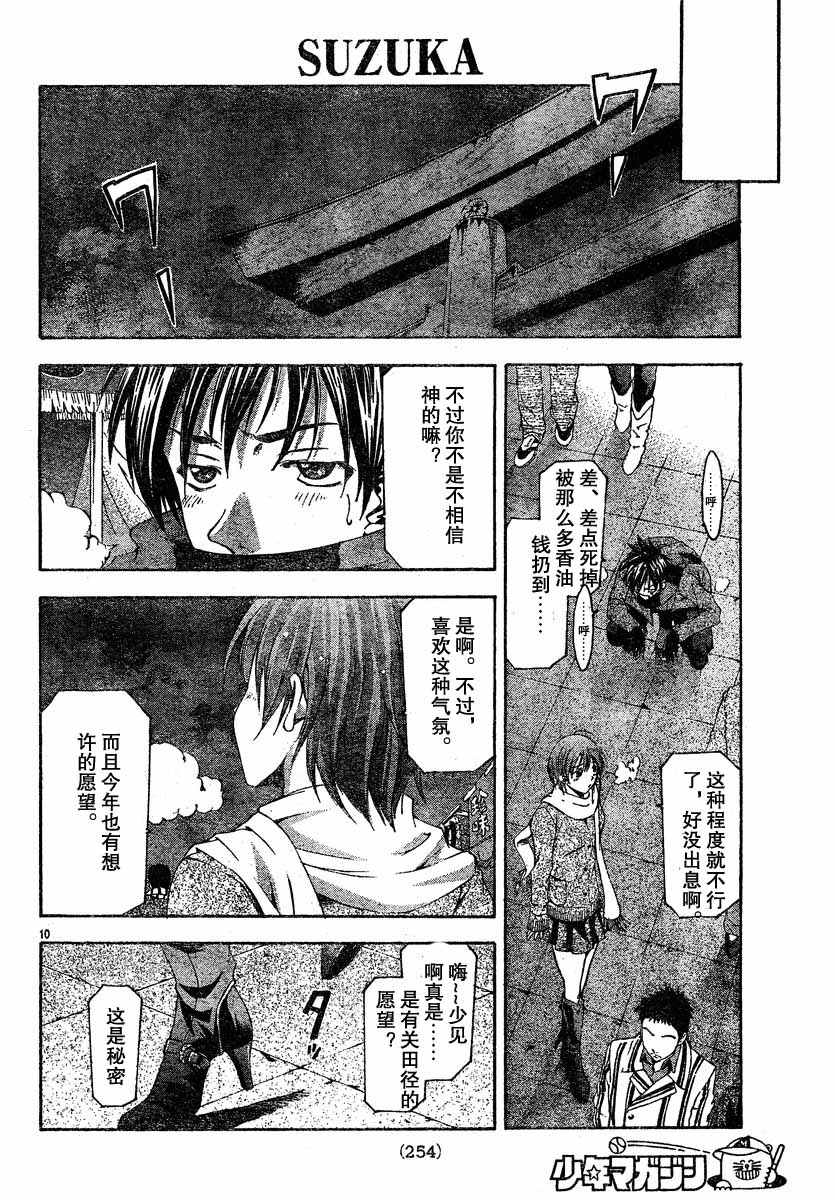 SUZUKA
ワ
ワ
……呼……
差、差点死掉
被那么多香油
钱扔到……
……呼……
这种程度就不行
了，好没出息啊。
不过你不是不相信
神的嘛？
是啊。不过，
喜欢这种气氛。
而且今年也有想
许的愿望。
珍味
10
嗨~~少见
啊真是……
是有关田径的
愿望？
这是秘密
(254)
少年マガジン